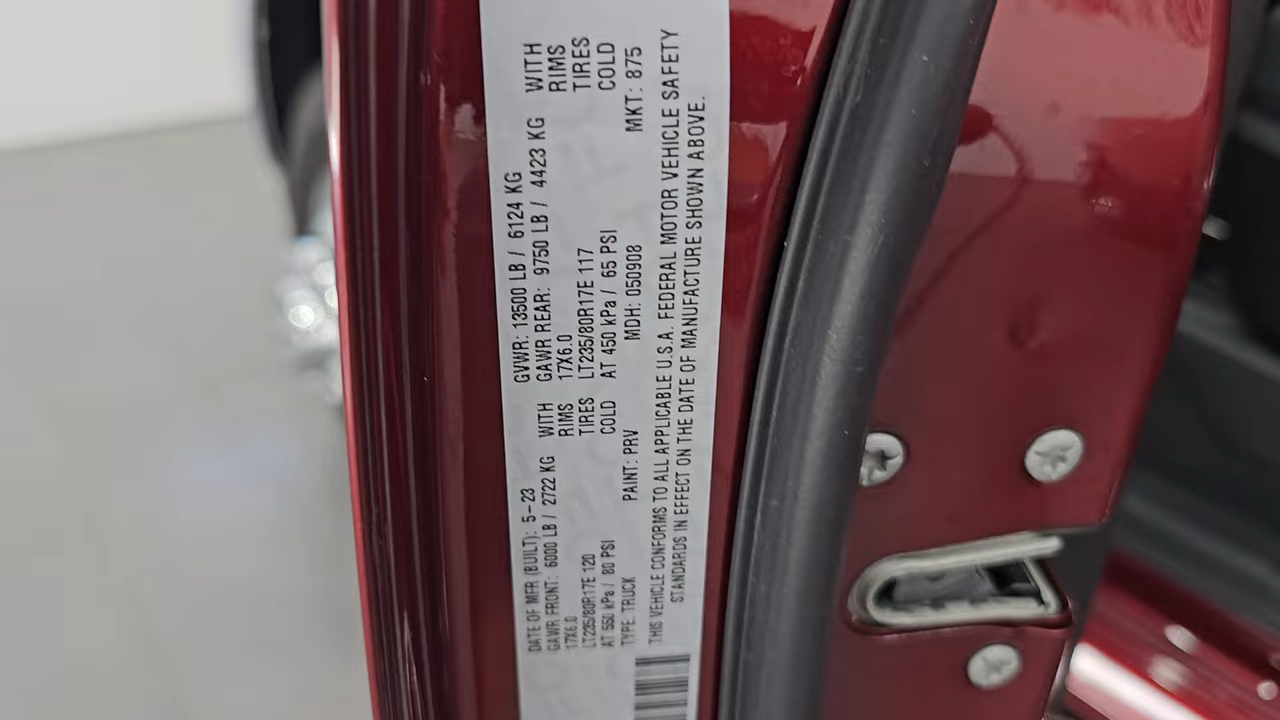 DATE OF MFR (BUILT): 5-23 GVWR: 13500 LB / 6124 KG
GAWR FRONT: 6000 LB / 2722 KG WITH GAWR REAR: 9750 LB / 4423 KG WITH
17X6.0 RIMS 17X6.0 RIMS
LT235/80R17E 120 TIRES LT235/80R17E 117 TIRES
AT 550 kPa / 80 PSI COLD AT 450 kPa / 65 PSI COLD
TYPE: TRUCK PAINT: PRV MDH: 050908 MKT: 875
THIS VEHICLE CONFORMS TO ALL APPLICABLE U.S.A. FEDERAL MOTOR VEHICLE SAFETY
STANDARDS IN EFFECT ON THE DATE OF MANUFACTURE SHOWN ABOVE.